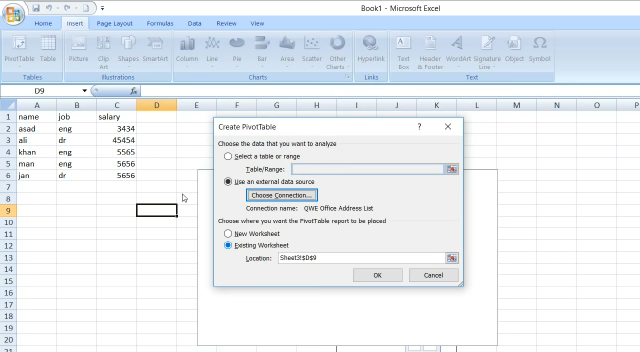 Book1 - Microsoft Excel
Home Insert Page Layout Formulas Data Review View
PivotTable Table Picture Clip Art Shapes SmartArt Column Line Pie Bar Area Scatter Other Charts Hyperlink Text Box Header & Footer WordArt Signature Line Object Symbol
Tables Illustrations Charts Links Text
D9 fx
A B C D E F G H I J K L M N O P
1 name job salary
2 asad eng 3434
3 ali dr 45454
4 khan eng 5565
5 man eng 5656
6 jan dr 5656
7
8
9
10
11
12
13
14
15
16
17
18
19
20
Create PivotTable ? ×
Choose the data that you want to analyze
Select a table or range
Table/Range:
Use an external data source
Choose Connection...
Connection name: QWE Office Address List
Choose where you want the PivotTable report to be placed
New Worksheet
Existing Worksheet
Location: Sheet3!$D$9
OK Cancel